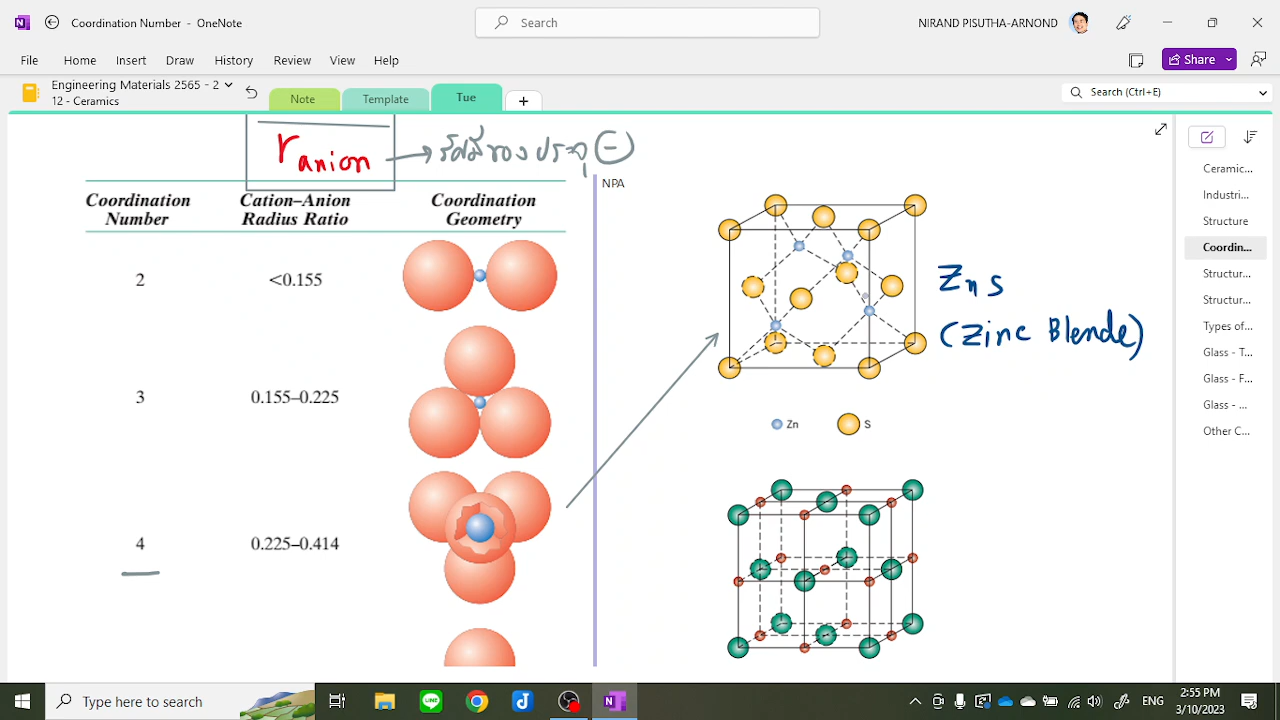 Coordination Number - OneNote
Search
NIRAND PISUTHA-ARNOND
File Home Insert Draw History Review View Help
Share
Engineering Materials 2565 - 2
12 - Ceramics
Note
Template
Tue
Search (Ctrl+E)
r anion
รัศมีของประจุ (−)
NPA
Coordination Number
Cation–Anion Radius Ratio
Coordination Geometry
2 <0.155
3 0.155–0.225
4 0.225–0.414
ZnS
(Zinc Blende)
Zn S
Ceramic...
Industri...
Structure
Coordin...
Structur...
Structur...
Types of...
Glass - T...
Glass - F...
Glass - ...
Other C...
Type here to search
2:55 PM
3/10/2023